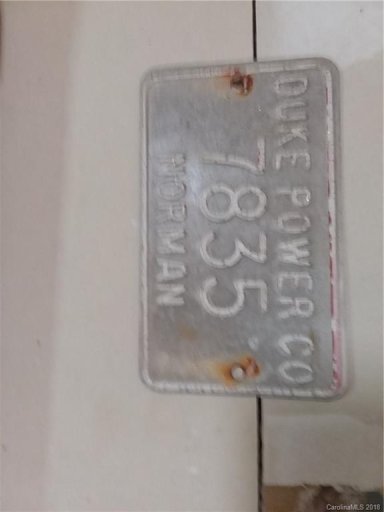 DUKE POWER CO
7835
NORMAN
CarolinaMLS 2018